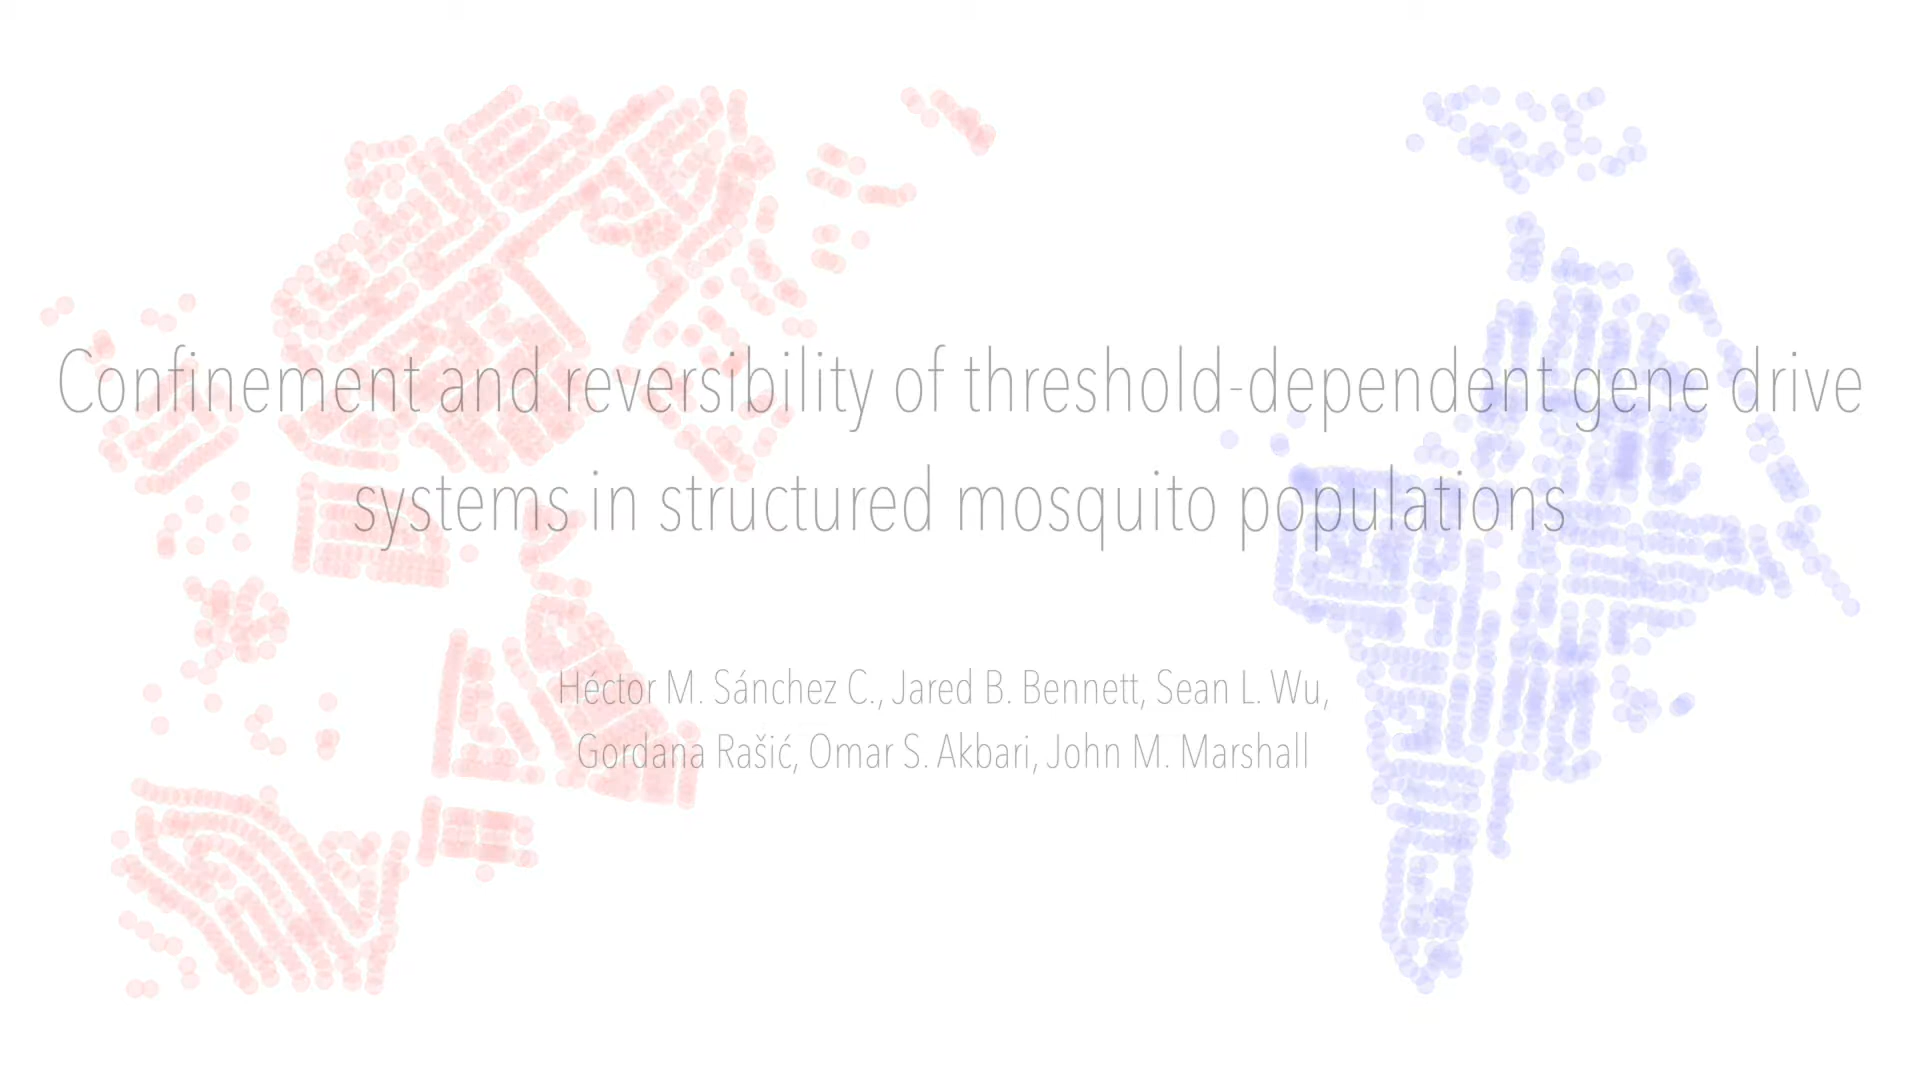 Confinement and reversibility of threshold-dependent gene drive
systems in structured mosquito populations
Héctor M. Sánchez C., Jared B. Bennett, Sean L. Wu,
Gordana Rašić, Omar S. Akbari, John M. Marshall